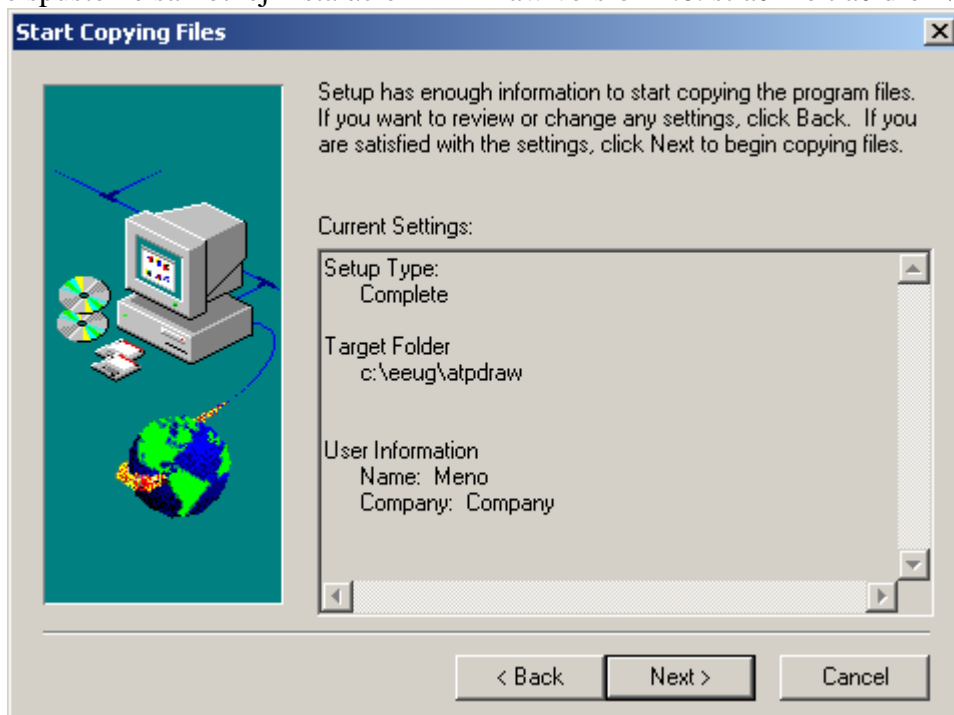 Start Copying Files
Setup has enough information to start copying the program files.
If you want to review or change any settings, click Back. If you
are satisfied with the settings, click Next to begin copying files.
Current Settings:
Setup Type:
Complete
Target Folder
c:\eeug\atpdraw
User Information
Name: Meno
Company: Company
< Back
Next >
Cancel